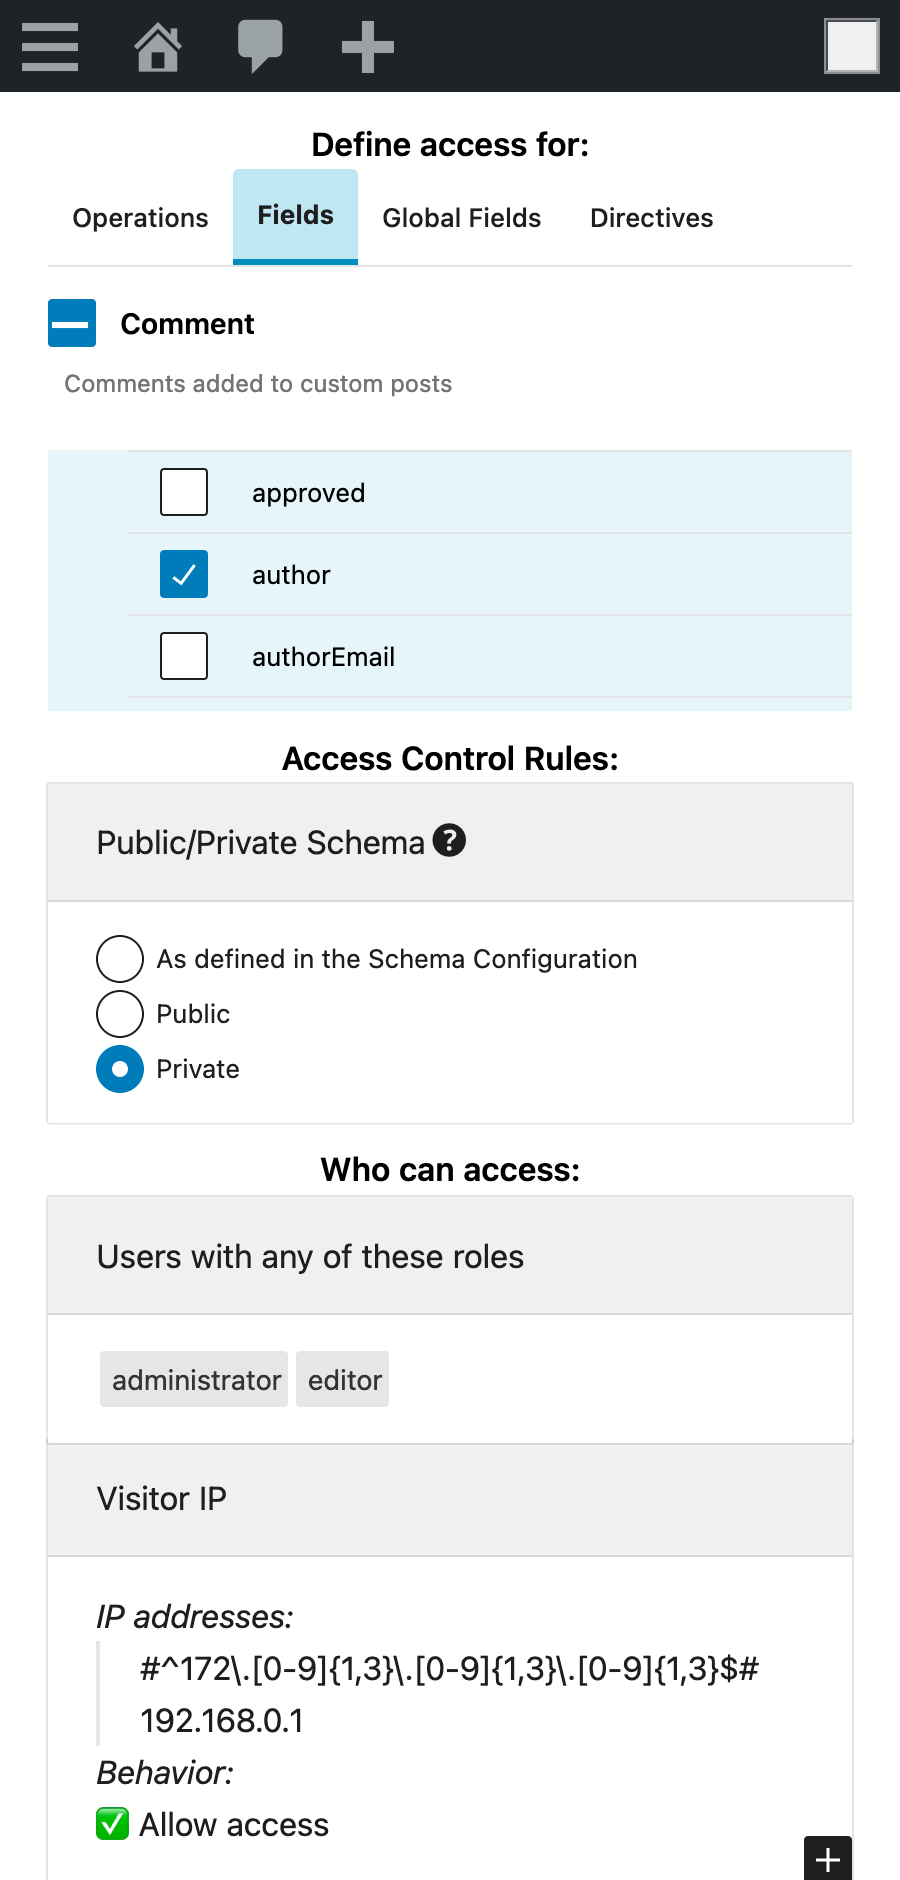 Define access for:
Operations
Fields
Global Fields
Directives
Comment
Comments added to custom posts
approved
author
authorEmail
Access Control Rules:
Public/Private Schema ?
As defined in the Schema Configuration
Public
Private
Who can access:
Users with any of these roles
administrator
editor
Visitor IP
IP addresses:
#^172\.[0-9]{1,3}\.[0-9]{1,3}\.[0-9]{1,3}$#
192.168.0.1
Behavior:
✅ Allow access